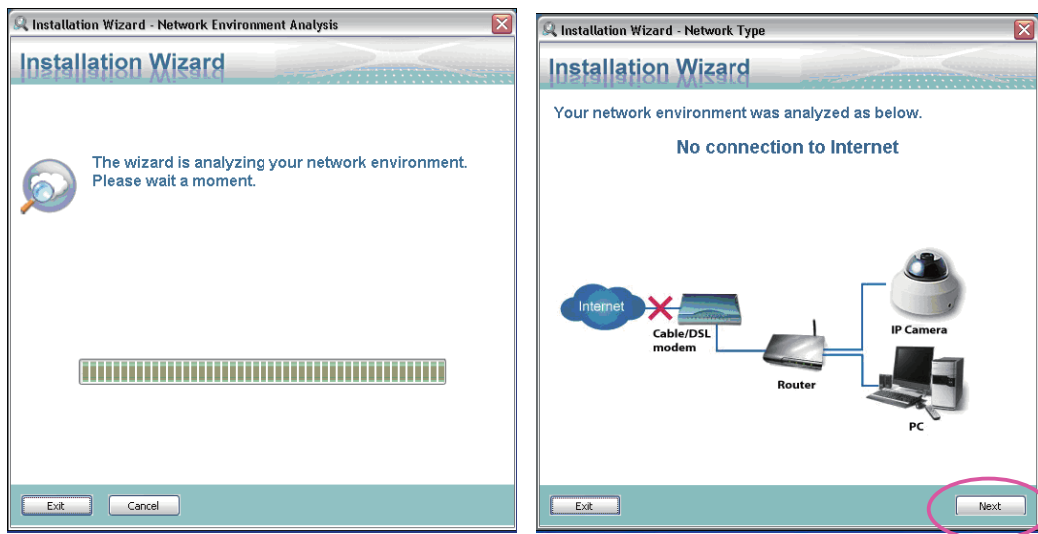 Installation Wizard - Network Environment Analysis
Installation Wizard
The wizard is analyzing your network environment.
Please wait a moment.
Exit
Cancel
Installation Wizard - Network Type
Installation Wizard
Your network environment was analyzed as below.
No connection to Internet
Internet
Cable/DSL
modem
Router
IP Camera
PC
Exit
Next